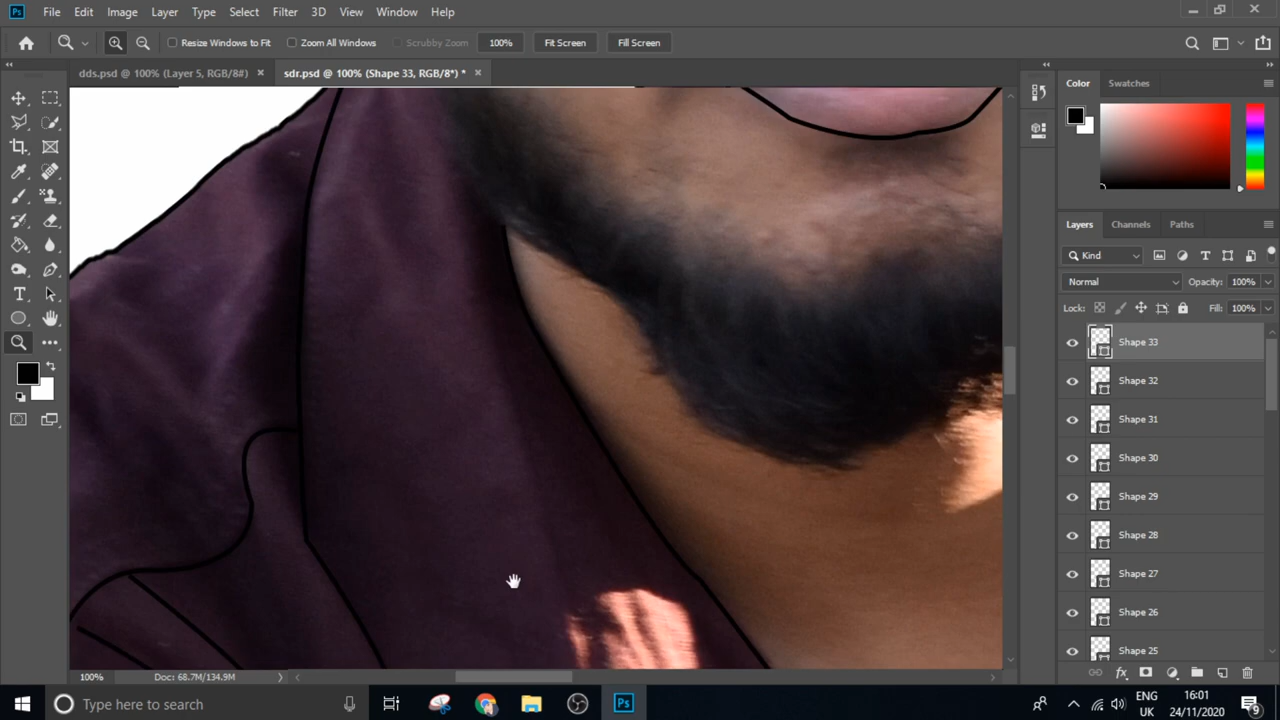 Ps File Edit Image Layer Type Select Filter 3D View Window Help
Resize Windows to Fit Zoom All Windows Scrubby Zoom 100% Fit Screen Fill Screen
dds.psd @ 100% (Layer 5, RGB/8#) sdr.psd @ 100% (Shape 33, RGB/8*) *
Color Swatches
Layers Channels Paths
Kind
Normal Opacity: 100%
Lock: Fill: 100%
Shape 33
Shape 32
Shape 31
Shape 30
Shape 29
Shape 28
Shape 27
Shape 26
Shape 25
100% Doc: 68.7M/134.9M
Type here to search
Ps
ENG
UK
16:01
24/11/2020
9